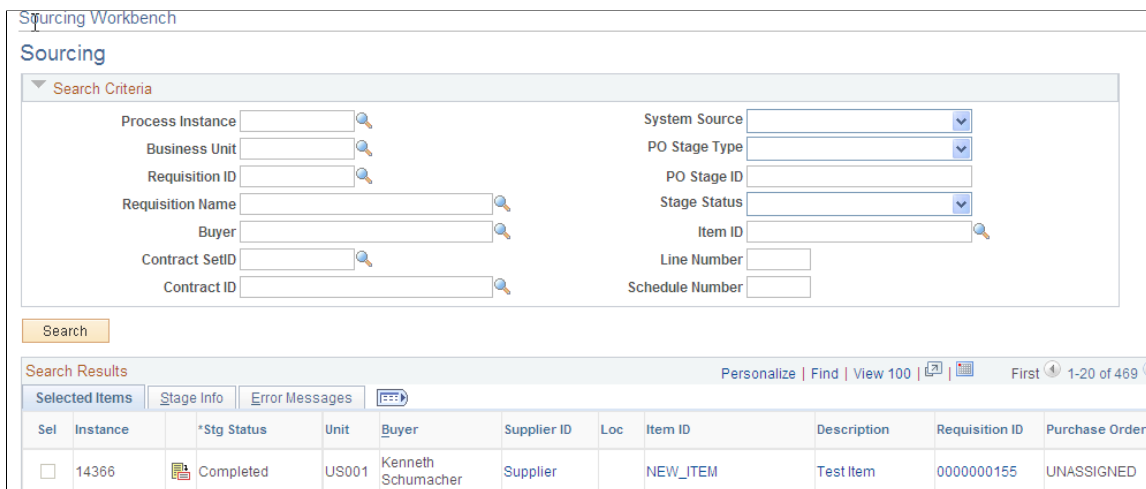 Sourcing Workbench
Sourcing
Search Criteria
Process Instance System Source
Business Unit PO Stage Type
Requisition ID PO Stage ID
Requisition Name Stage Status
Buyer Item ID
Contract SetID Line Number
Contract ID Schedule Number
Search
Search Results Personalize | Find | View 100 | | First 1-20 of 469
Selected Items Stage Info Error Messages
Sel Instance *Stg Status Unit Buyer Supplier ID Loc Item ID Description Requisition ID Purchase Order
14366 Completed US001 Kenneth Schumacher Supplier NEW_ITEM Test Item 0000000155 UNASSIGNED